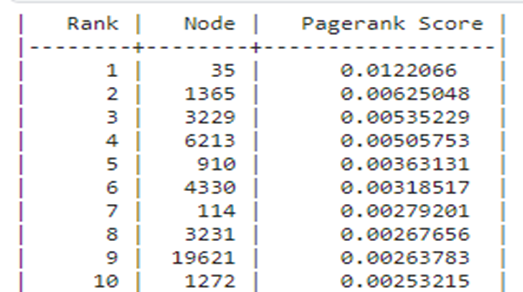 | Rank | Node | Pagerank Score |
|--------+---------+------------------|
| 1 | 35 | 0.0122066 |
| 2 | 1365 | 0.00625048 |
| 3 | 3229 | 0.00535229 |
| 4 | 6213 | 0.00505753 |
| 5 | 910 | 0.00363131 |
| 6 | 4330 | 0.00318517 |
| 7 | 114 | 0.00279201 |
| 8 | 3231 | 0.00267656 |
| 9 | 19621 | 0.00263783 |
| 10 | 1272 | 0.00253215 |